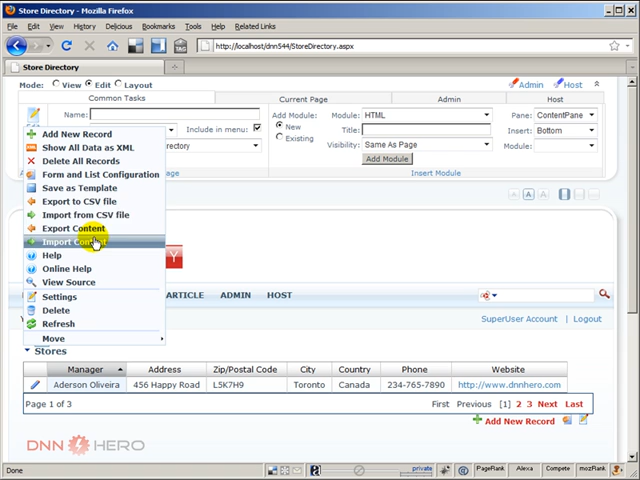 Store Directory - Mozilla Firefox
File Edit View History Delicious Bookmarks Tools Help Related Links
TAG http://localhost/dnn544/StoreDirectory.aspx
Store Directory
Mode: View Edit Layout Admin Host
Common Tasks Current Page Admin Host
Name: Add Module: Module: HTML Pane: ContentPane
Include in menu: New Title: Insert: Bottom
Existing Visibility: Same As Page
Add Module
Insert Module
Add New Record
Show All Data as XML
Delete All Records
Form and List Configuration
Save as Template
Export to CSV file
Import from CSV file
Export Content
Import
Help
Online Help
View Source
Settings
Delete
Refresh
Move
Y
ARTICLE ADMIN HOST
SuperUser Account | Logout
Stores
Manager Address Zip/Postal Code City Country Phone Website
Aderson Oliveira 456 Happy Road L5K7H9 Toronto Canada 234-765-7890 http://www.dnnhero.com
Page 1 of 3 First Previous [1] 2 3 Next Last
Add New Record
DNN HERO
Done private PageRank Alexa Compete mozRank